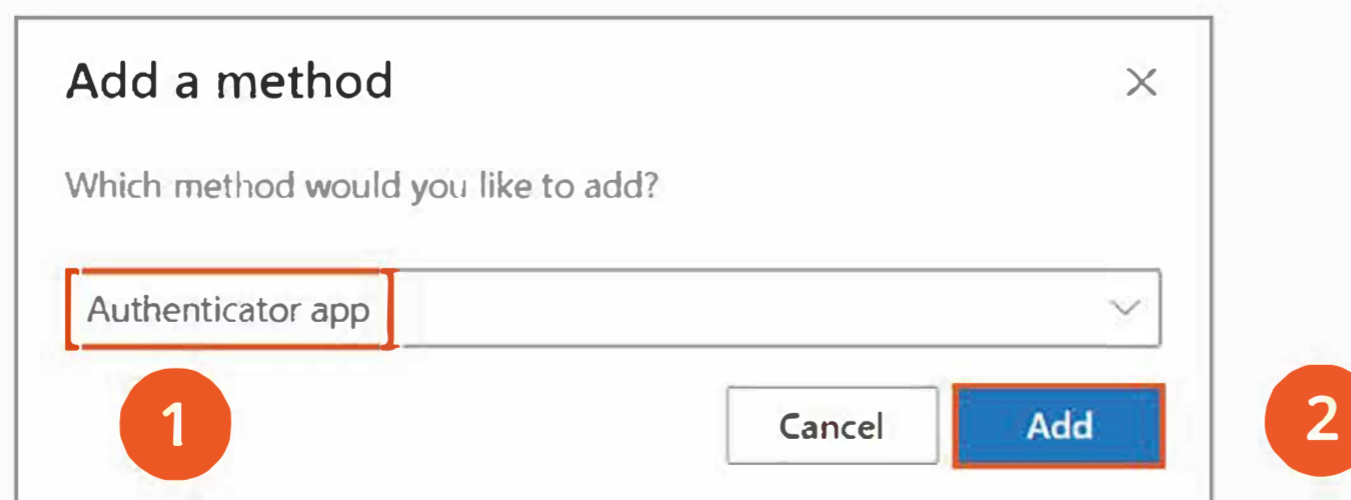 Add a method
Which method would you like to add?
Authenticator app
1
Cancel Add
2